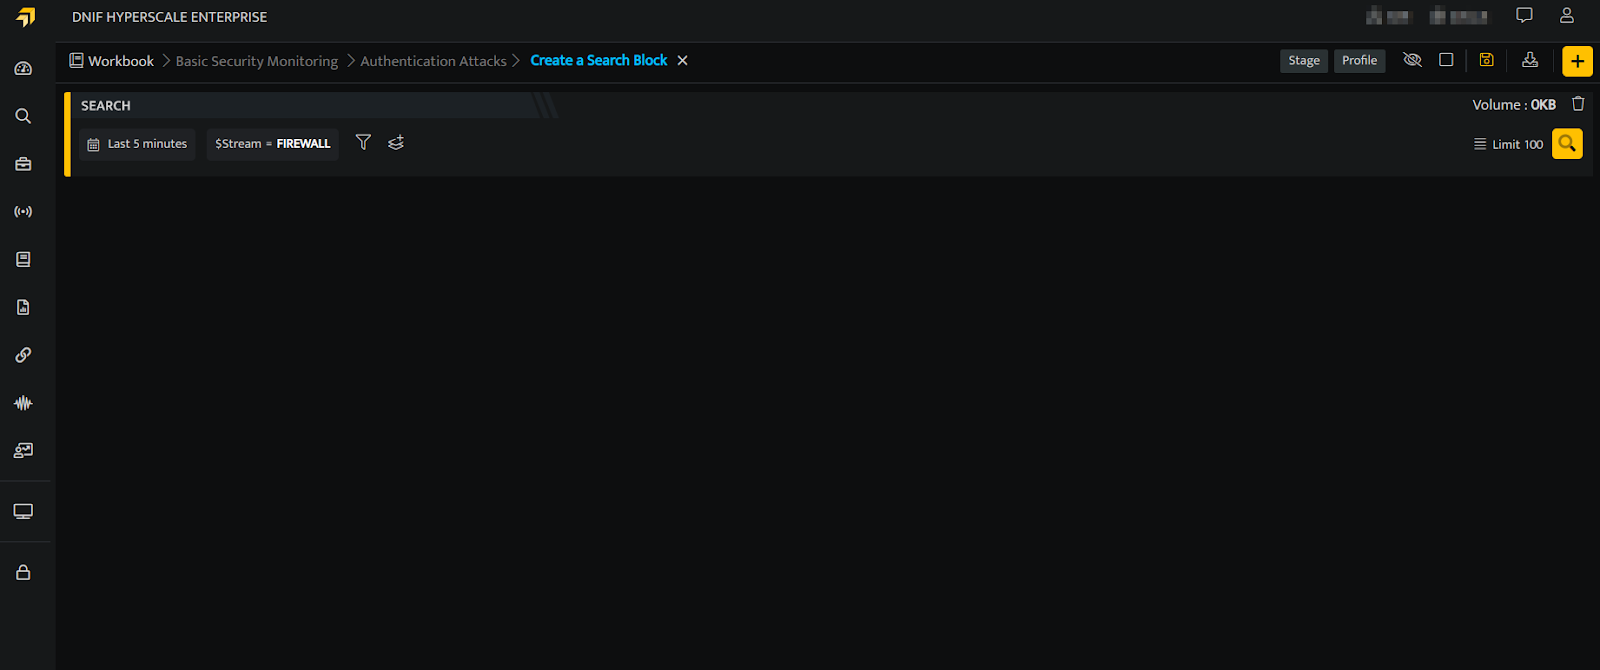 DNIF HYPERSCALE ENTERPRISE
Workbook > Basic Security Monitoring > Authentication Attacks > Create a Search Block ✕ Stage Profile
SEARCH Volume : 0KB
Last 5 minutes $Stream = FIREWALL Limit 100